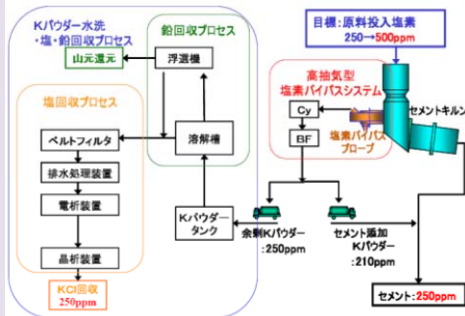 Kパウダー水洗
・塩・鉛回収プロセス
鉛回収プロセス
山元還元
浮選機
塩回収プロセス
ベルトフィルタ
溶解槽
排水処理装置
電析装置
Kパウダー
タンク
晶析装置
KCl回収
250ppm
目標:原料投入塩素
250→500ppm
高抽気型
塩素バイパスシステム
Cy
BF
セメントキルン
塩素バイパス
プローブ
余剰Kパウダー
:250ppm
セメント添加
Kパウダー
:210ppm
セメント:250ppm